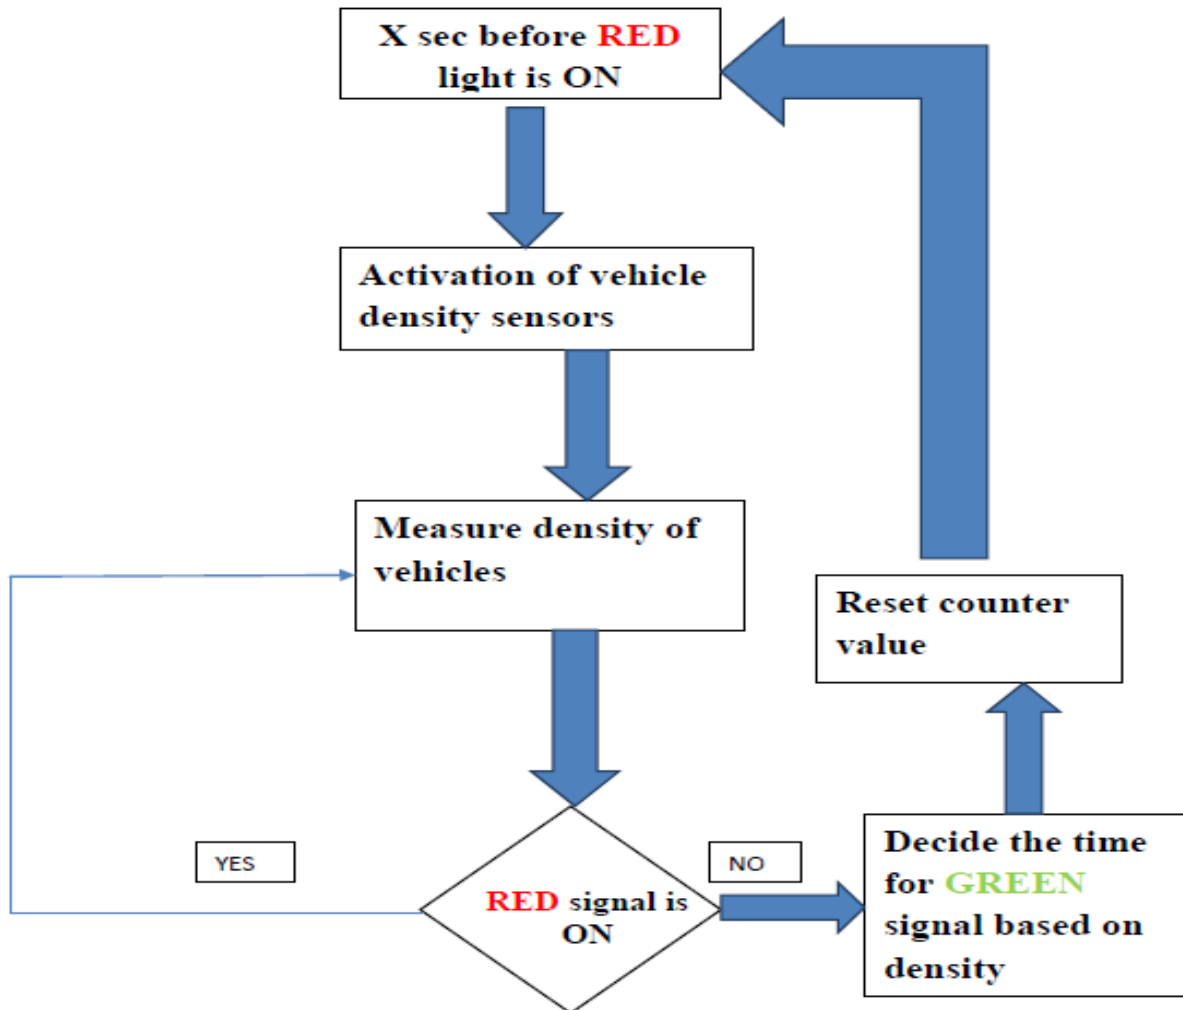 X sec before RED
light is ON
Activation of vehicle
density sensors
Measure density of
vehicles
Reset counter
value
YES
NO
RED signal is
ON
Decide the time
for GREEN
signal based on
density